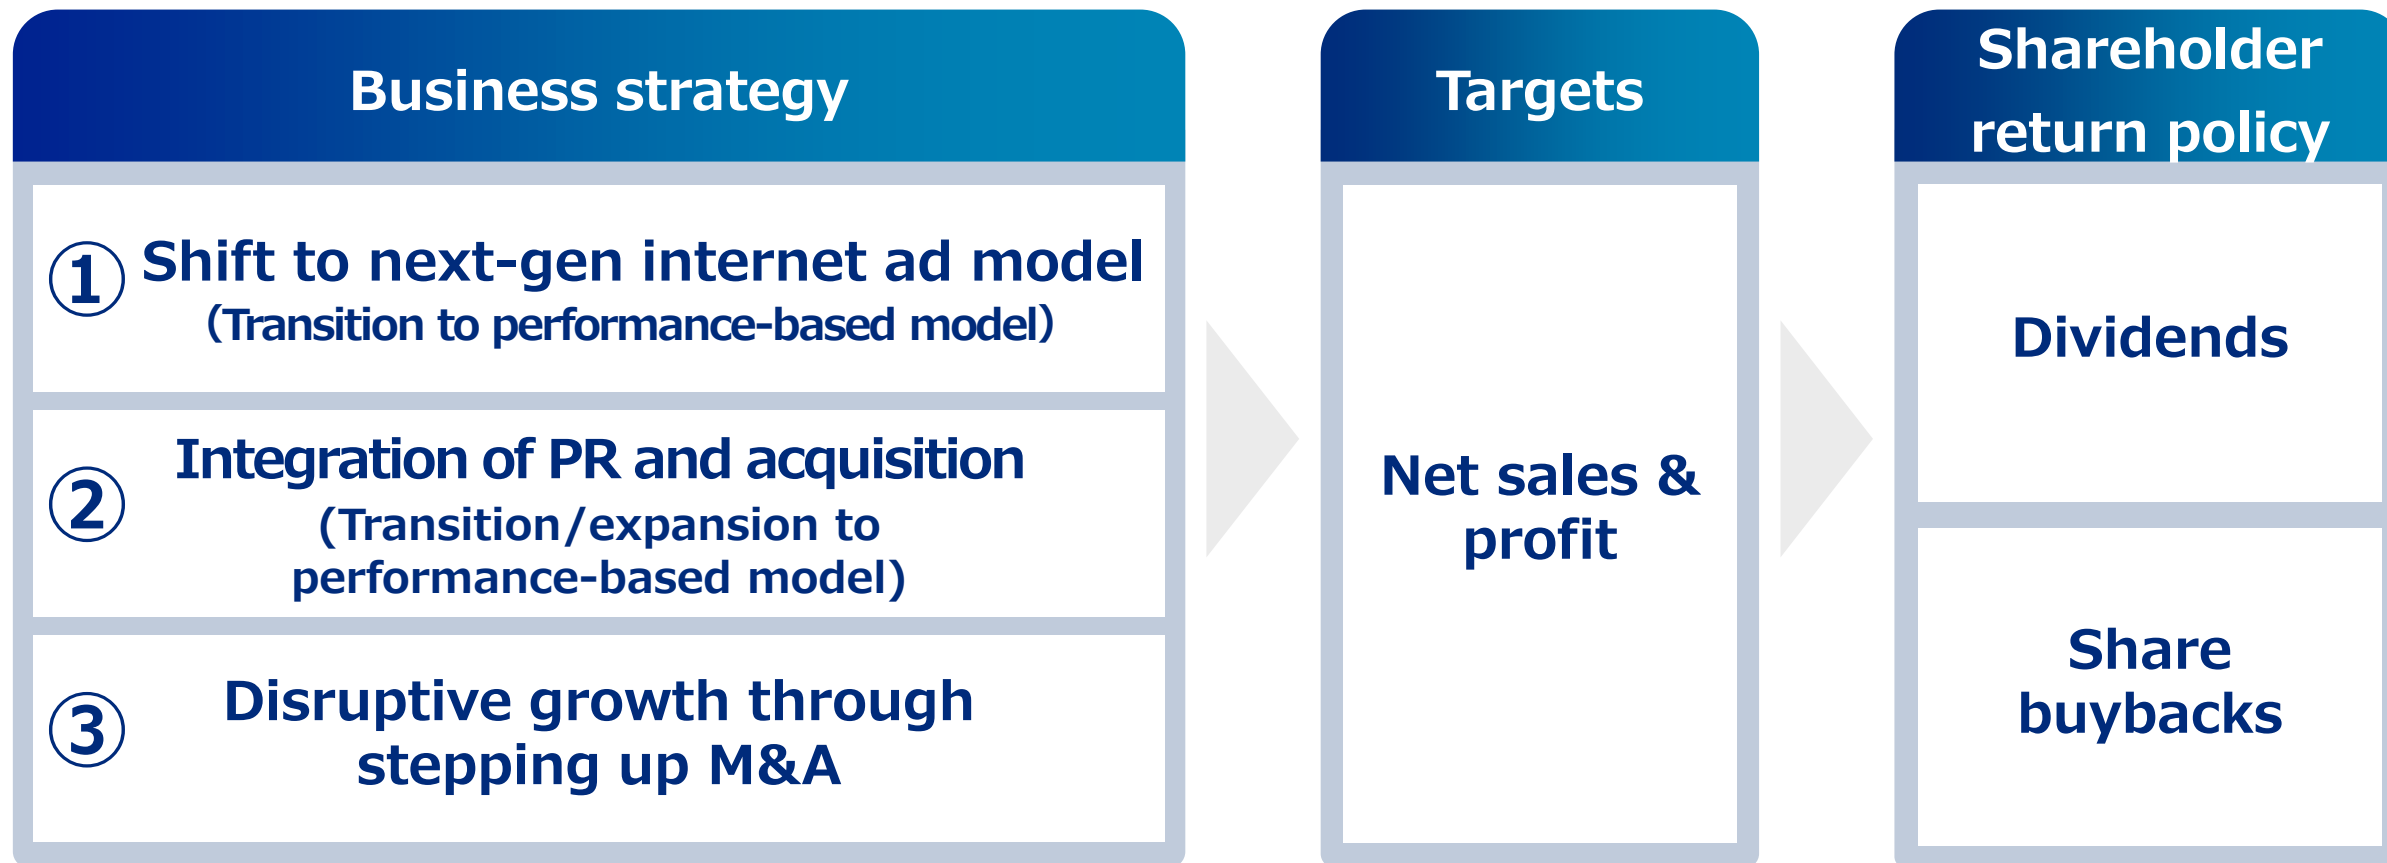 Business strategy
① Shift to next-gen internet ad model
(Transition to performance-based model)
② Integration of PR and acquisition
(Transition/expansion to
performance-based model)
③ Disruptive growth through
stepping up M&A
Targets
Net sales &
profit
Shareholder
return policy
Dividends
Share
buybacks